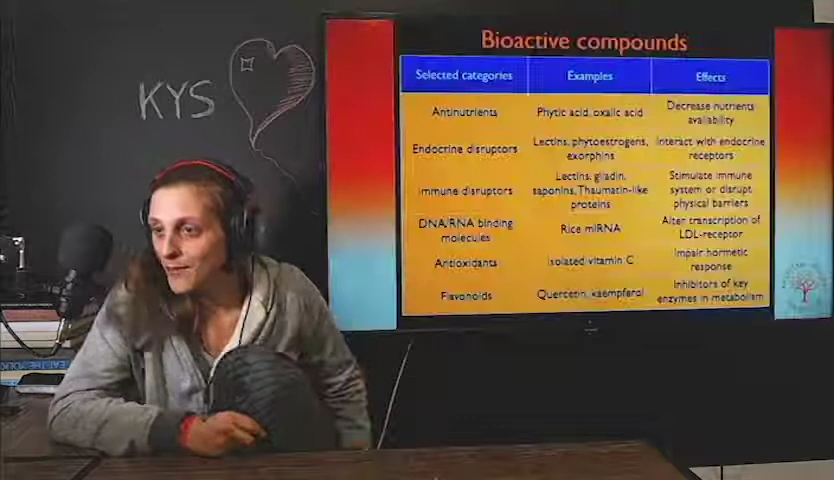 KYS
Bioactive compounds
Selected categories Examples Effects
Antinutrients Phytic acid, oxalic acid Decrease nutrients
availability
Endocrine disruptors Lectins, phytoestrogens,
exorphins Interact with endocrine
receptors
Immune disruptors Lectins, gliadin,
saponins, Thaumatin-like
proteins Stimulate immune
system or disrupt
physical barriers
DNA/RNA binding
molecules Rice miRNA Alter transcription of
LDL-receptor
Antioxidants Isolated vitamin C Impair hormetic
response
Flavonoids Quercetin, kaempferol Inhibitors of key
enzymes in metabolism